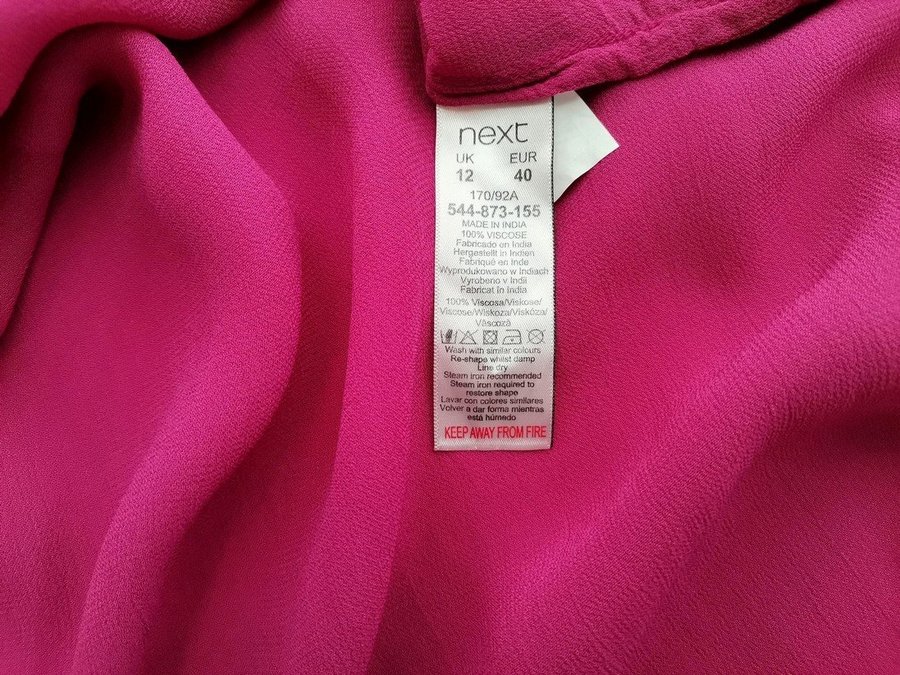 next
UK EUR
12 40
170/92A
544-873-155
MADE IN INDIA
100% VISCOSE
Fabricado en India
Hergestellt in Indien
Fabriqué en Inde
Wyprodukowano w Indiach
Vyrobeno v Indii
Fabricat în India
100% Viscosa/Viskose/
Viscose/Wiskoza/Viskóza/
Vâscoză
Wash with similar colours
Re-shape whilst damp
Line dry
Steam iron recommended
Steam iron required to
restore shape
Lavar con colores similares
Volver a dar forma mientras
está húmedo
KEEP AWAY FROM FIRE